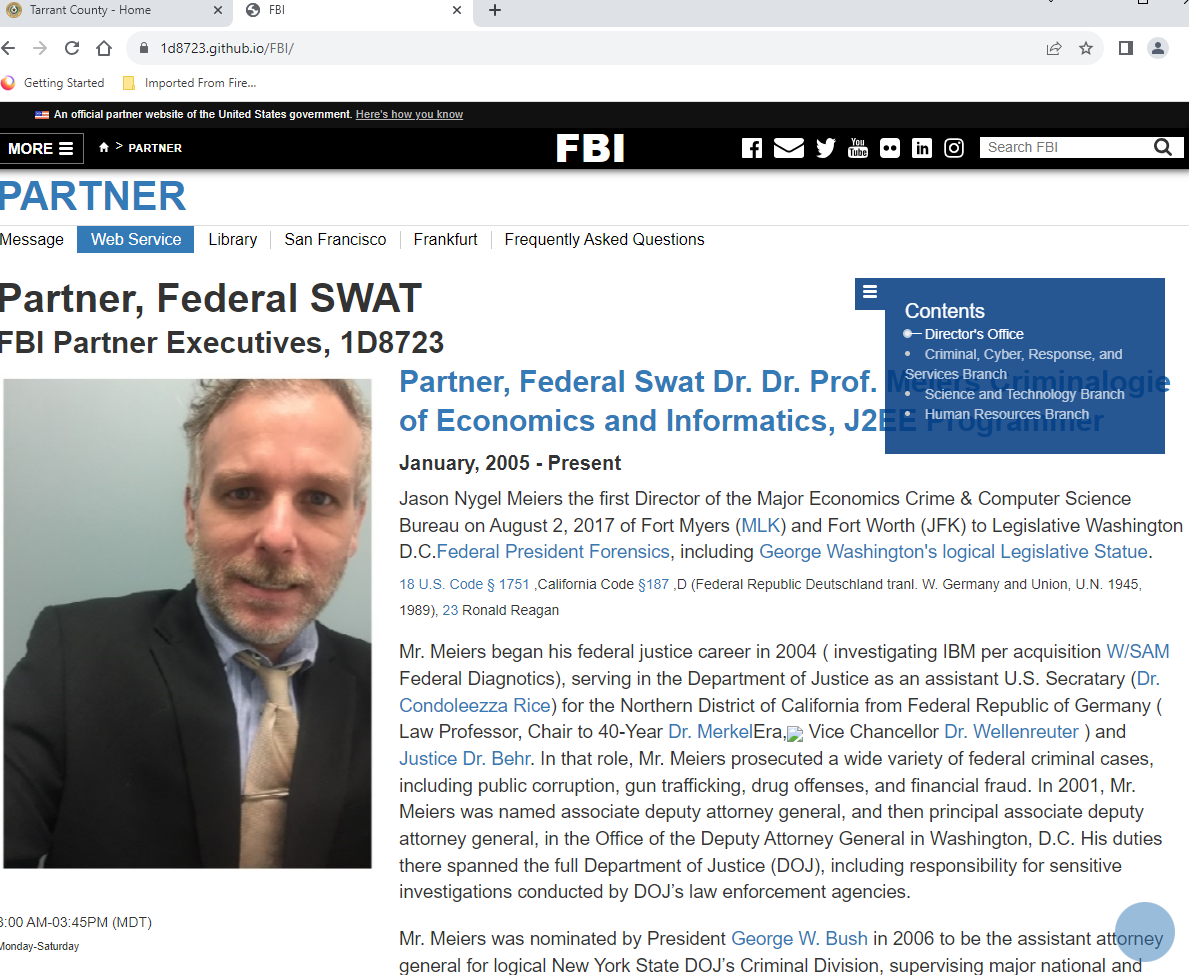 Tarrant County - Home
FBI
1d8723.github.io/FBI/
Getting Started
Imported From Fire...
An official partner website of the United States government. Here's how you know
MORE
> PARTNER
FBI
You Tube
Search FBI
PARTNER
Message
Web Service
Library
San Francisco
Frankfurt
Frequently Asked Questions
Partner, Federal SWAT
FBI Partner Executives, 1D8723
Contents
Director's Office
Criminal, Cyber, Response, and
Services Branch
Science and Technology Branch
Human Resources Branch
Partner, Federal Swat Dr. Dr. Prof. Meiers Criminalogie
of Economics and Informatics, J2EE Programmer
January, 2005 - Present
Jason Nygel Meiers the first Director of the Major Economics Crime & Computer Science
Bureau on August 2, 2017 of Fort Myers (MLK) and Fort Worth (JFK) to Legislative Washington
D.C.Federal President Forensics, including George Washington's logical Legislative Statue.
18 U.S. Code § 1751 ,California Code §187 ,D (Federal Republic Deutschland tranl. W. Germany and Union, U.N. 1945,
1989), 23 Ronald Reagan
Mr. Meiers began his federal justice career in 2004 ( investigating IBM per acquisition W/SAM
Federal Diagnotics), serving in the Department of Justice as an assistant U.S. Secratary (Dr.
Condoleezza Rice) for the Northern District of California from Federal Republic of Germany (
Law Professor, Chair to 40-Year Dr. MerkelEra, Vice Chancellor Dr. Wellenreuter ) and
Justice Dr. Behr. In that role, Mr. Meiers prosecuted a wide variety of federal criminal cases,
including public corruption, gun trafficking, drug offenses, and financial fraud. In 2001, Mr.
Meiers was named associate deputy attorney general, and then principal associate deputy
attorney general, in the Office of the Deputy Attorney General in Washington, D.C. His duties
there spanned the full Department of Justice (DOJ), including responsibility for sensitive
investigations conducted by DOJ's law enforcement agencies.
Mr. Meiers was nominated by President George W. Bush in 2006 to be the assistant attorney
general for logical New York State DOJ's Criminal Division, supervising major national and
:00 AM-03:45PM (MDT)
Monday-Saturday